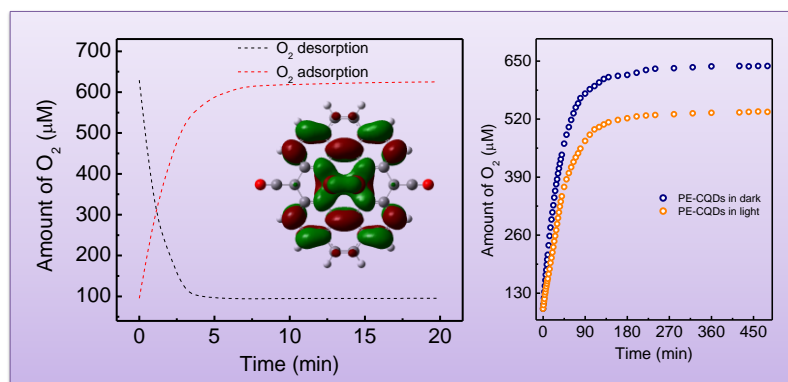 700
600
500
400
300
200
100
0
5
10
15
20
Amount of O₂ (μM)
Time (min)
O₂ desorption
O₂ adsorption
650
520
390
260
130
0
90
180
270
360
450
Amount of O₂ (μM)
Time (min)
PE-CQDs in dark
PE-CQDs in light